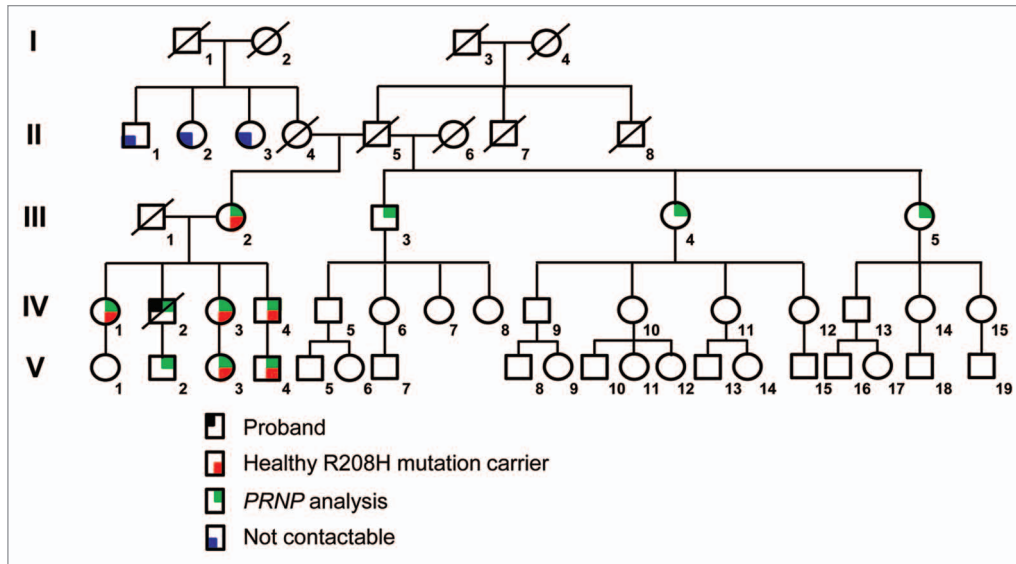 I
1 2 3 4
II
1 2 3 4 5 6 7 8
III
1 2 3 4 5
IV
1 2 3 4 5 6 7 8 9 10 11 12 13 14 15
V
1 2 3 4 5 6 7 8 9 10 11 12 13 14 15 16 17 18 19
Proband
Healthy R208H mutation carrier
PRNP analysis
Not contactable